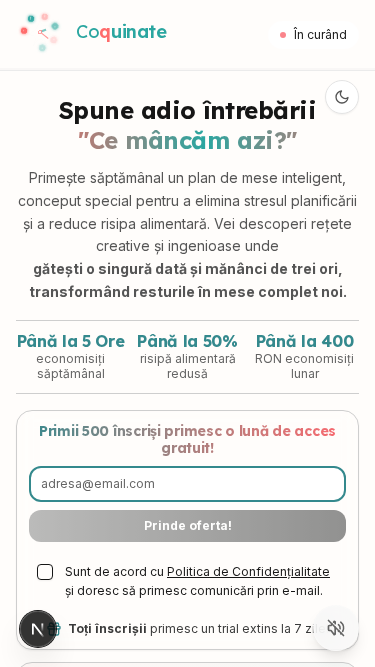 Coquinate
În curând
Spune adio întrebării
"Ce mâncăm azi?"
Primește săptămânal un plan de mese inteligent,
conceput special pentru a elimina stresul planificării
și a reduce risipa alimentară. Vei descoperi rețete
creative și ingenioase unde
gătești o singură dată și mănânci de trei ori,
transformând resturile în mese complet noi.
Până la 5 Ore
economisiți
săptămânal
Până la 50%
risipă alimentară
redusă
Până la 400
RON economisiți
lunar
Primii 500 înscriși primesc o lună de acces
gratuit!
adresa@email.com
Prinde oferta!
Sunt de acord cu Politica de Confidențialitate
și doresc să primesc comunicări prin e-mail.
Toți înscrișii primesc un trial extins la 7 zile
N